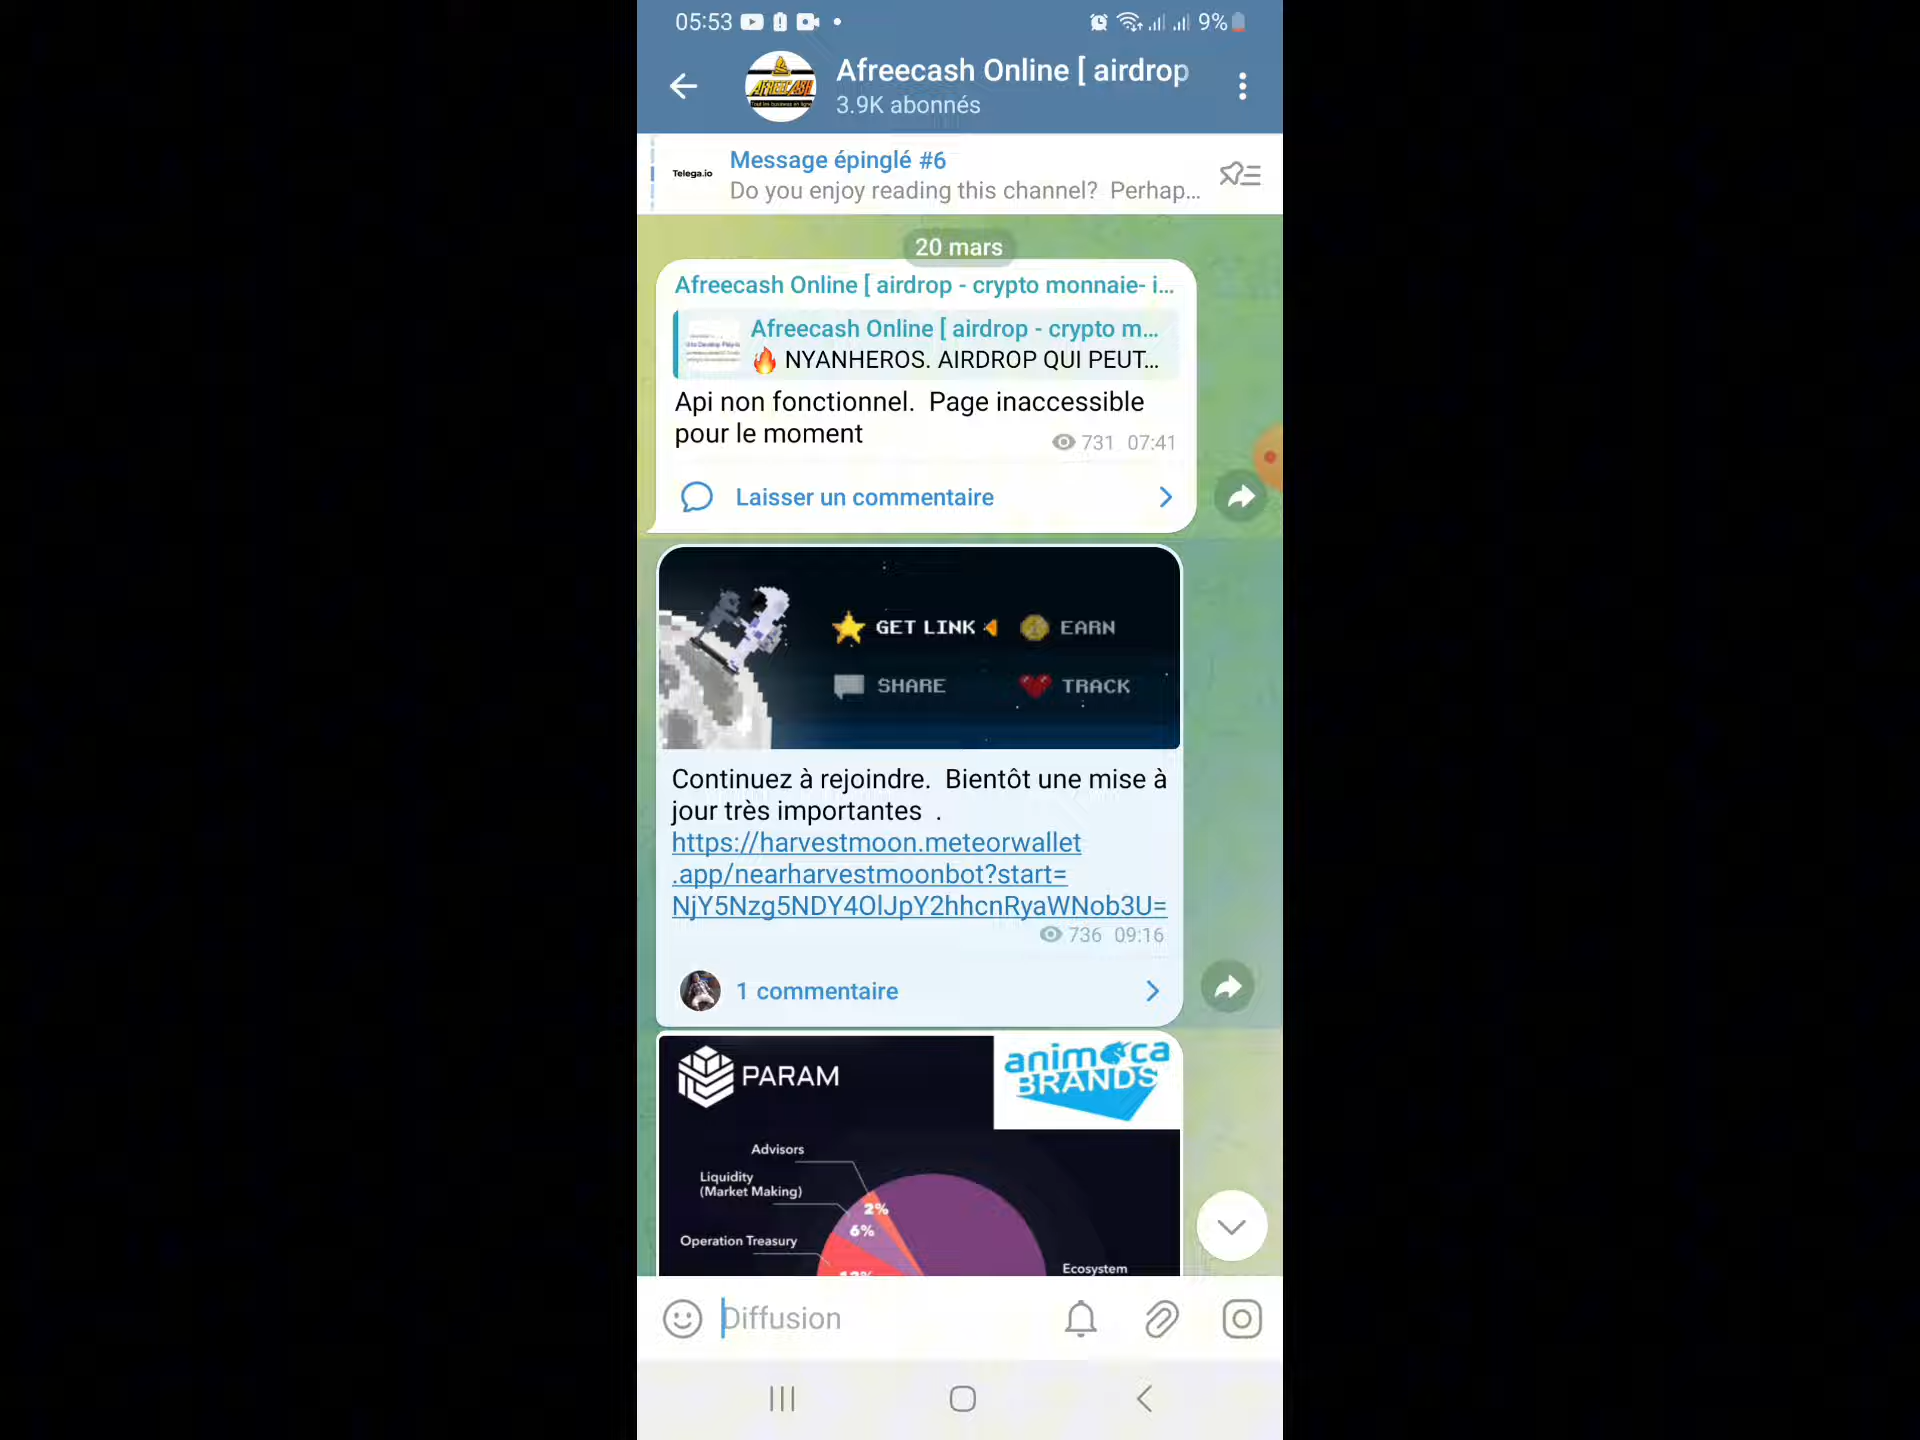 05:53
9%
Afreecash Online [ airdrop
3.9K abonnés
Telega.io
Message épinglé #6
Do you enjoy reading this channel?  Perhap...
20 mars
Afreecash Online [ airdrop - crypto monnaie- i...
Afreecash Online [ airdrop - crypto m...
🔥 NYANHEROS. AIRDROP QUI PEUT...
Api non fonctionnel.  Page inaccessible
pour le moment
731 07:41
Laisser un commentaire
GET LINK
EARN
SHARE
TRACK
Continuez à rejoindre.  Bientôt une mise à
jour très importantes  .
https://harvestmoon.meteorwallet
.app/nearharvestmoonbot?start=
NjY5Nzg5NDY4OlJpY2hhcnRyaWNob3U=
736 09:16
1 commentaire
PARAM
animoca
BRANDS
Advisors
Liquidity
(Market Making)
2%
6%
Operation Treasury
Ecosystem
Diffusion